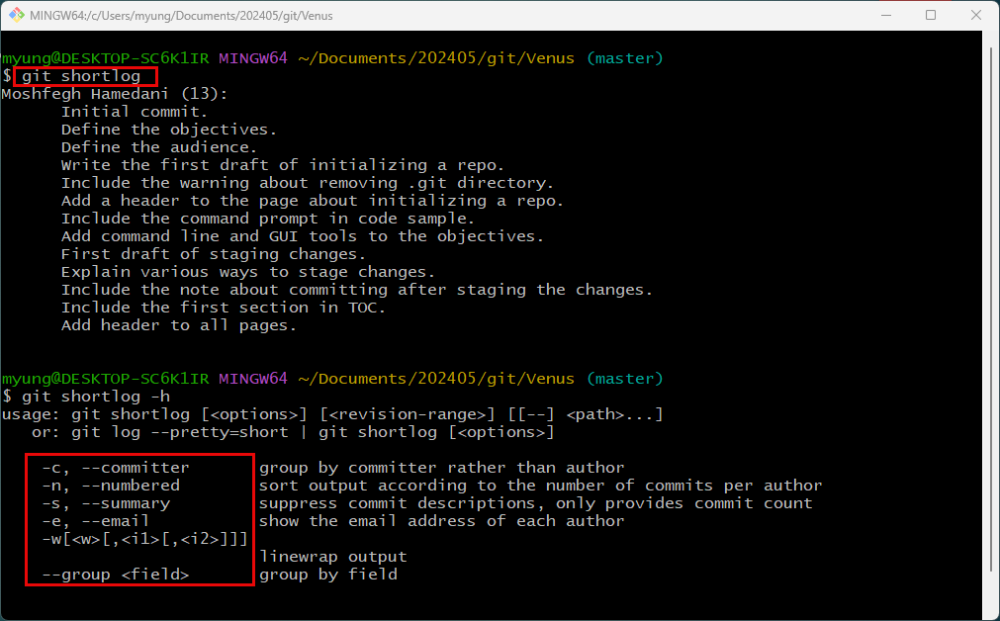 MINGW64:/c/Users/myung/Documents/202405/git/Venus
myung@DESKTOP-SC6K1IR MINGW64 ~/Documents/202405/git/Venus (master)
$ git shortlog
Moshfegh Hamedani (13):
      Initial commit.
      Define the objectives.
      Define the audience.
      Write the first draft of initializing a repo.
      Include the warning about removing .git directory.
      Add a header to the page about initializing a repo.
      Include the command prompt in code sample.
      Add command line and GUI tools to the objectives.
      First draft of staging changes.
      Explain various ways to stage changes.
      Include the note about committing after staging the changes.
      Include the first section in TOC.
      Add header to all pages.
myung@DESKTOP-SC6K1IR MINGW64 ~/Documents/202405/git/Venus (master)
$ git shortlog -h
usage: git shortlog [<options>] [<revision-range>] [[--] <path>...]
   or: git log --pretty=short | git shortlog [<options>]
    -c, --committer       group by committer rather than author
    -n, --numbered        sort output according to the number of commits per author
    -s, --summary         suppress commit descriptions, only provides commit count
    -e, --email           show the email address of each author
    -w[<w>[,<i1>[,<i2>]]]
                          linewrap output
    --group <field>       group by field